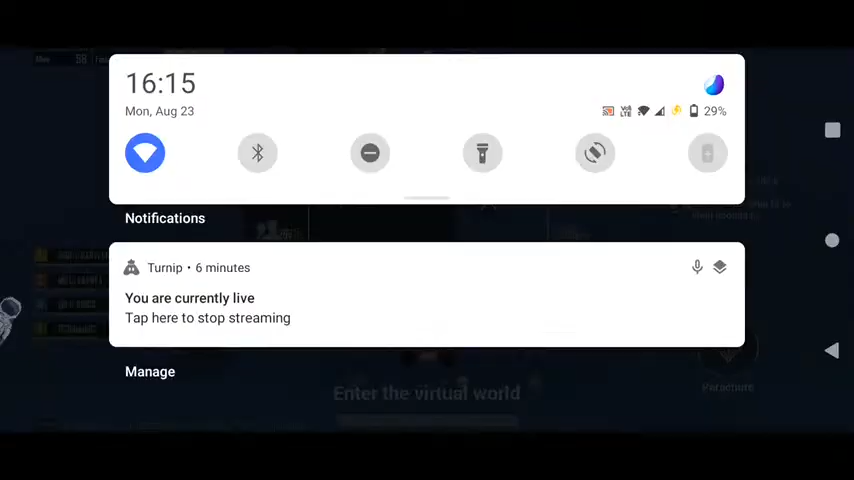 16:15
Mon, Aug 23
29%
Notifications
Turnip • 6 minutes
You are currently live
Tap here to stop streaming
Manage
Enter the virtual world
Parachute